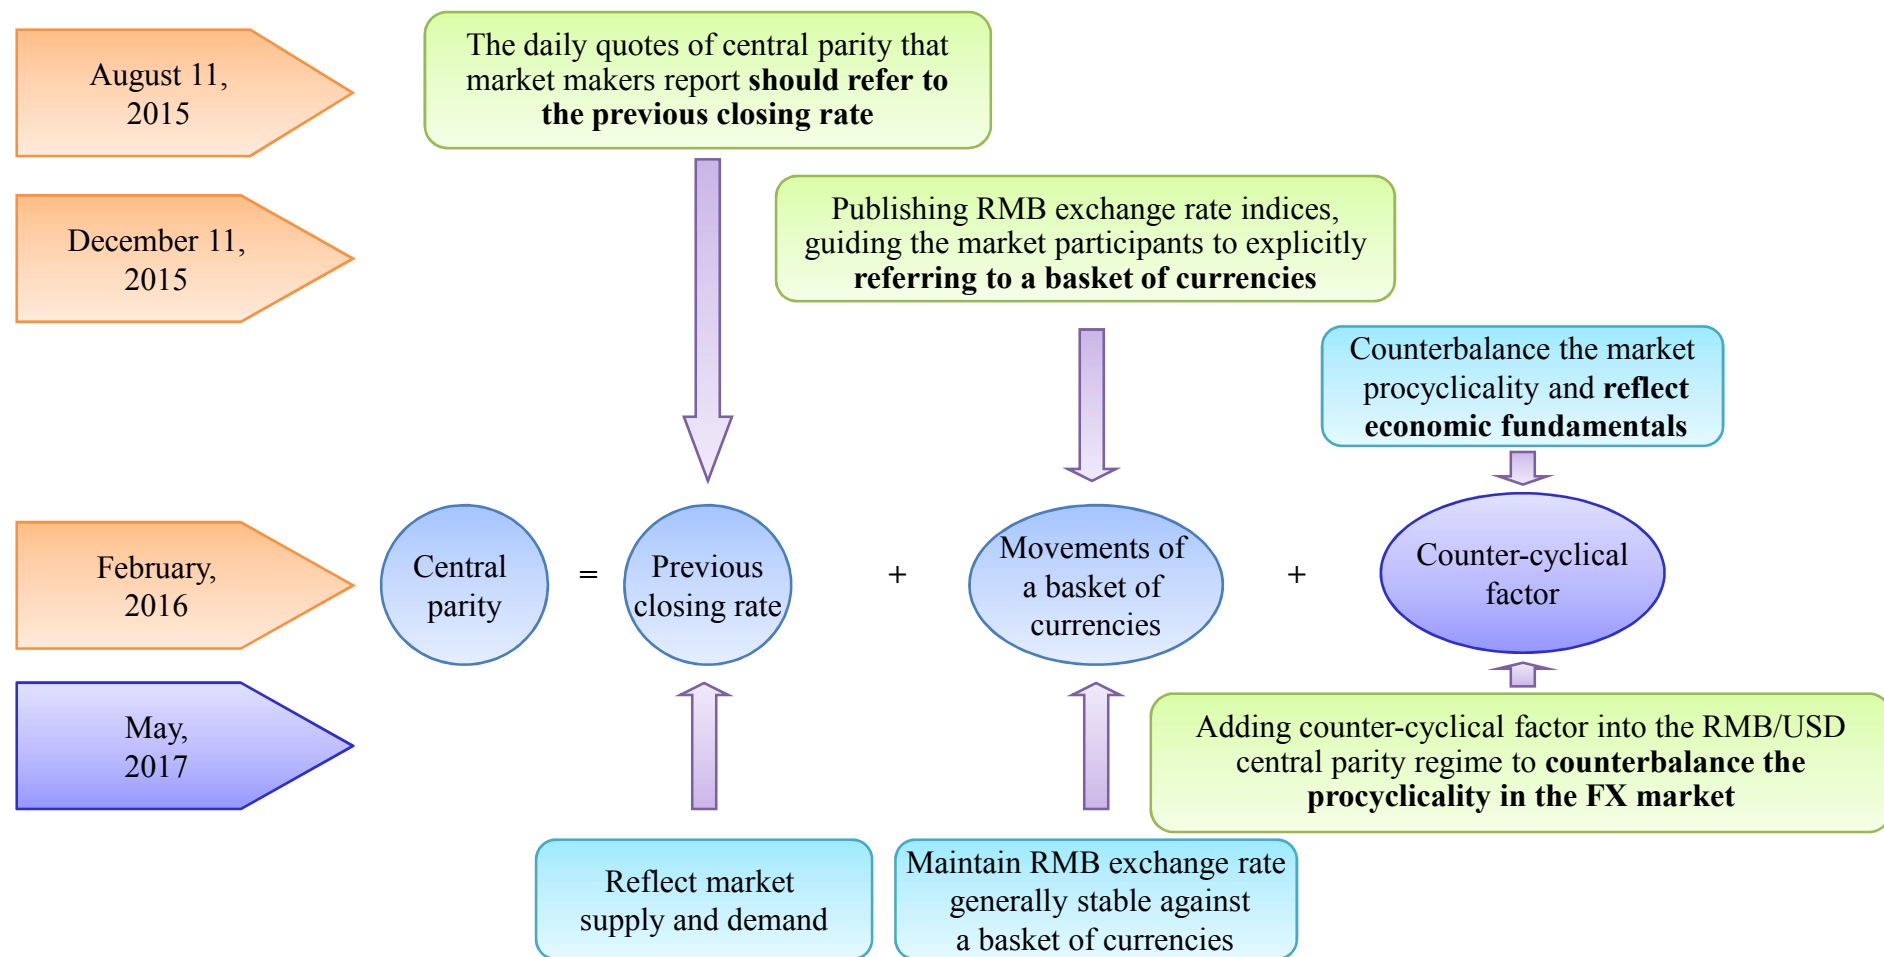 August 11,
2015
The daily quotes of central parity that
market makers report should refer to
the previous closing rate
December 11,
2015
Publishing RMB exchange rate indices,
guiding the market participants to explicitly
referring to a basket of currencies
Counterbalance the market
procyclicality and reflect
economic fundamentals
February,
2016
Central
parity
=
Previous
closing rate
+
Movements of
a basket of
currencies
+
Counter-cyclical
factor
May,
2017
Adding counter-cyclical factor into the RMB/USD
central parity regime to counterbalance the
procyclicality in the FX market
Reflect market
supply and demand
Maintain RMB exchange rate
generally stable against
a basket of currencies